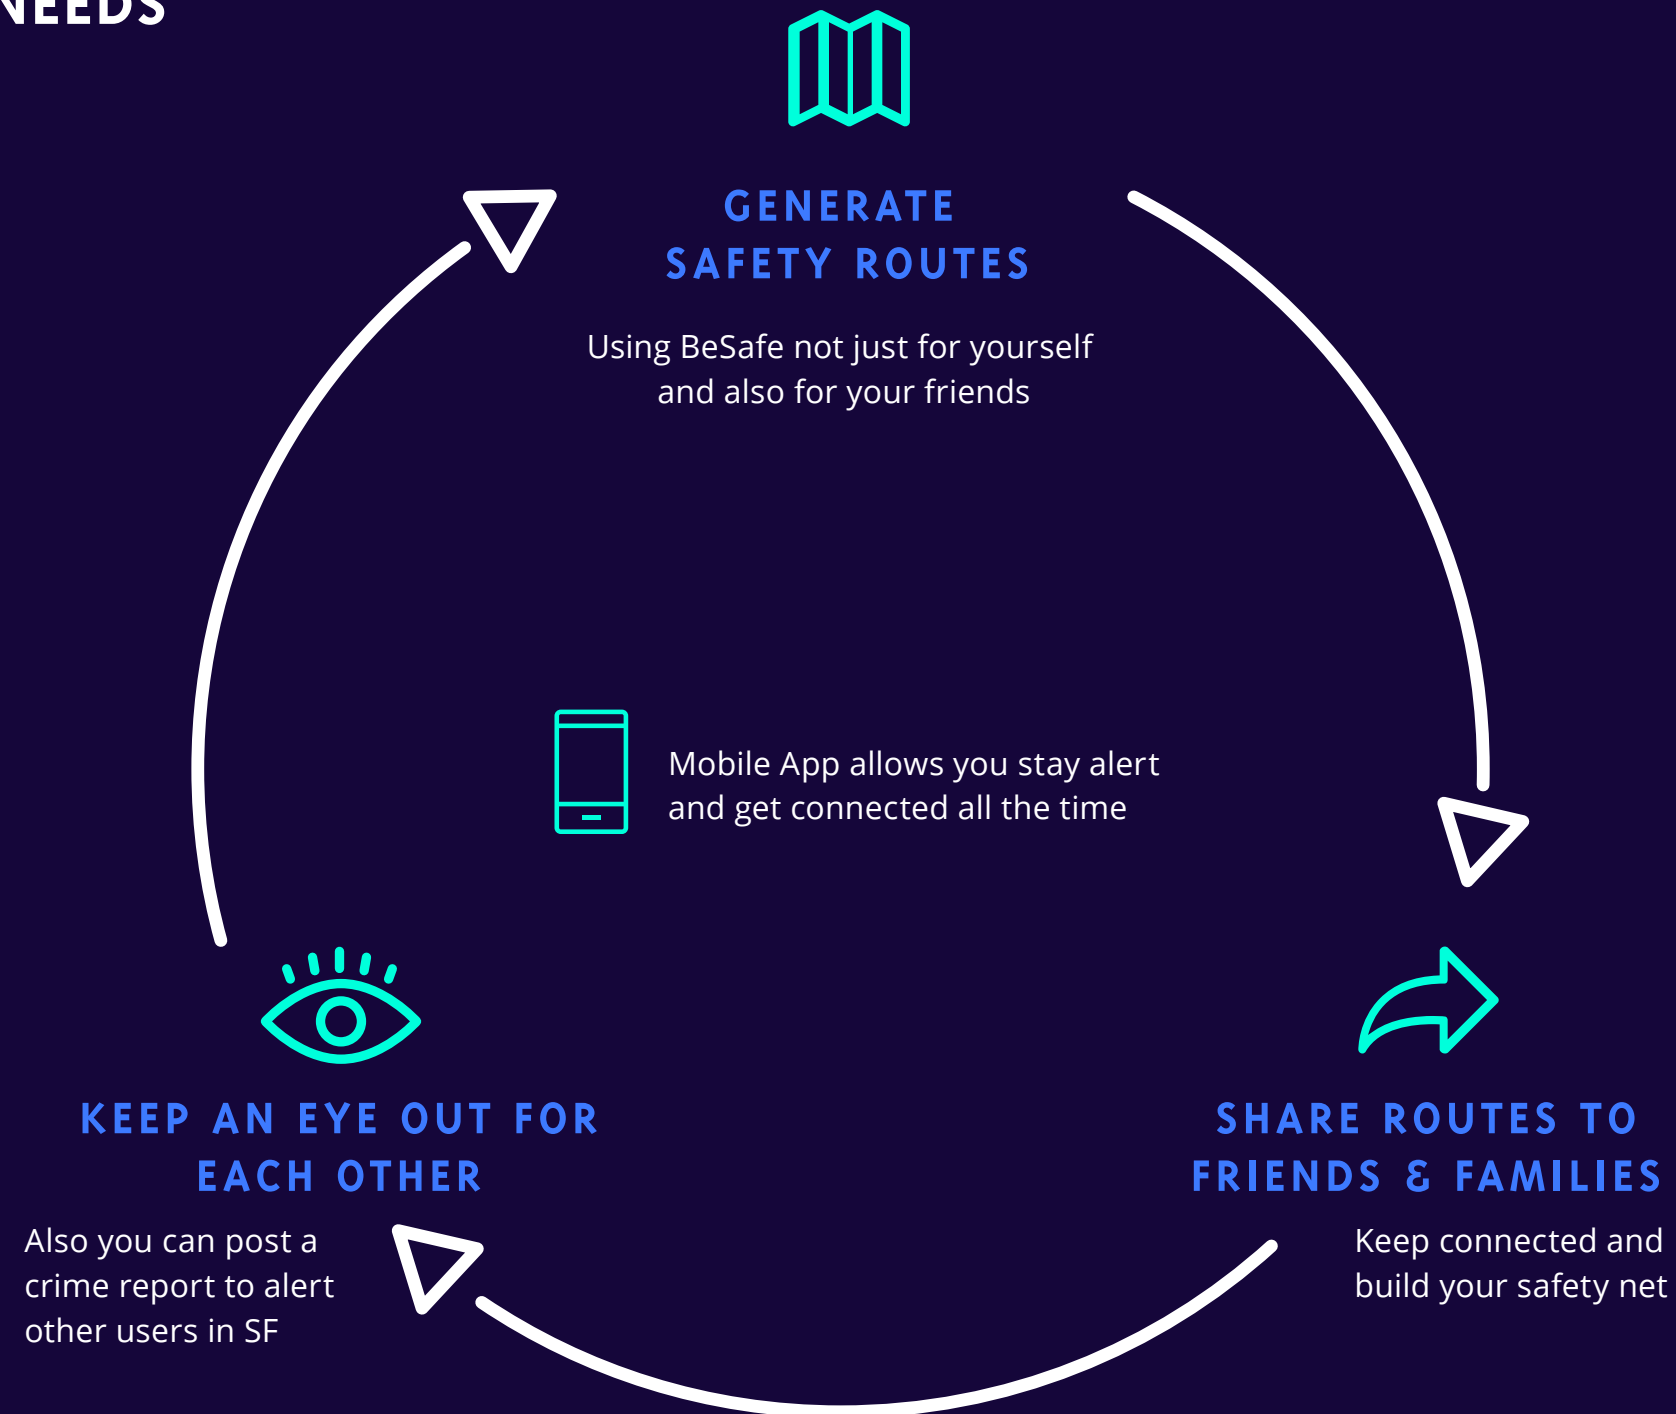 NEEDS
GENERATE
SAFETY ROUTES
Using BeSafe not just for yourself
and also for your friends
Mobile App allows you stay alert
and get connected all the time
KEEP AN EYE OUT FOR
EACH OTHER
Also you can post a
crime report to alert
other users in SF
SHARE ROUTES TO
FRIENDS & FAMILIES
Keep connected and
build your safety net